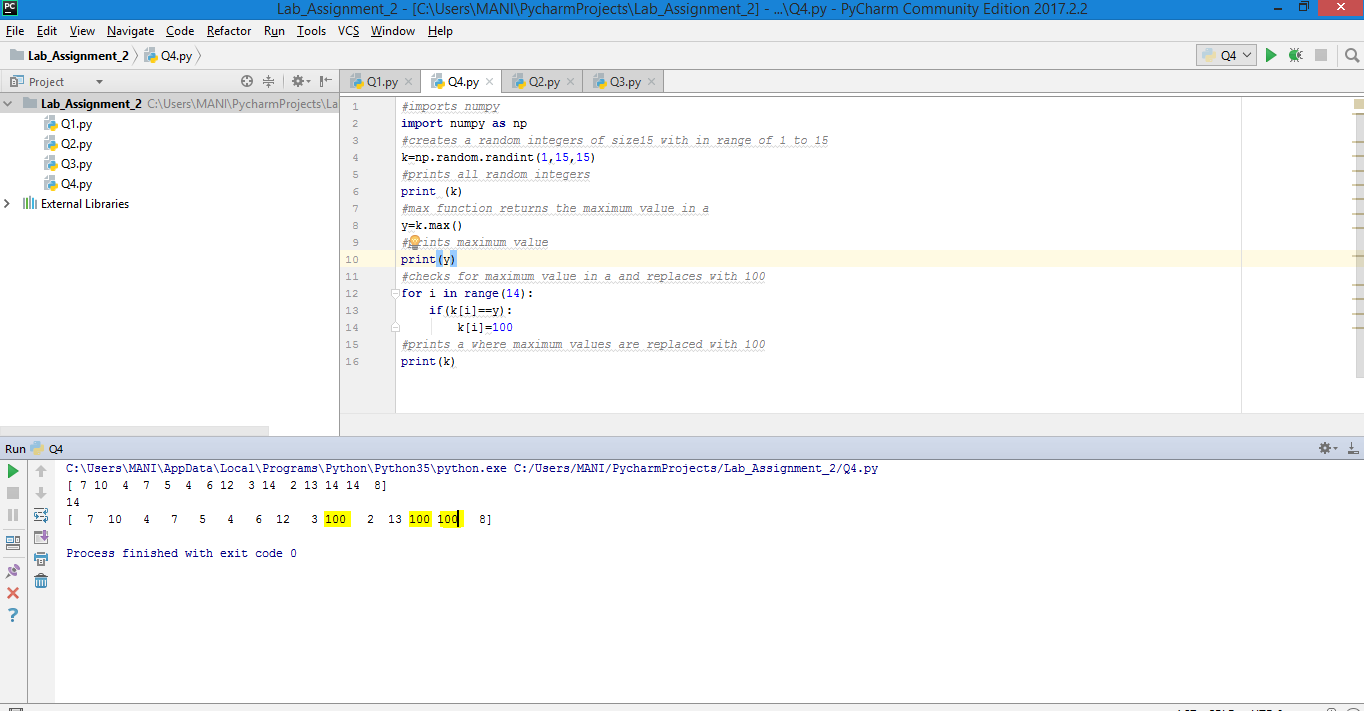 Lab_Assignment_2 - [C:\Users\MANI\PycharmProjects\Lab_Assignment_2] - ...\Q4.py - PyCharm Community Edition 2017.2.2
File Edit View Navigate Code Refactor Run Tools VCS Window Help
Lab_Assignment_2 Q4.py Q4
Project Q1.py Q4.py Q2.py Q3.py
Lab_Assignment_2 C:\Users\MANI\PycharmProjects\La
Q1.py
Q2.py
Q3.py
Q4.py
External Libraries
1 #imports numpy
2 import numpy as np
3 #creates a random integers of size15 with in range of 1 to 15
4 k=np.random.randint(1,15,15)
5 #prints all random integers
6 print (k)
7 #max function returns the maximum value in a
8 y=k.max()
9 #prints maximum value
10 print(y)
11 #checks for maximum value in a and replaces with 100
12 for i in range(14):
13 if(k[i]==y):
14 k[i]=100
15 #prints a where maximum values are replaced with 100
16 print(k)
Run Q4
C:\Users\MANI\AppData\Local\Programs\Python\Python35\python.exe C:/Users/MANI/PycharmProjects/Lab_Assignment_2/Q4.py
[ 7 10 4 7 5 4 6 12 3 14 2 13 14 14 8]
14
[ 7 10 4 7 5 4 6 12 3 100 2 13 100 100 8]
Process finished with exit code 0